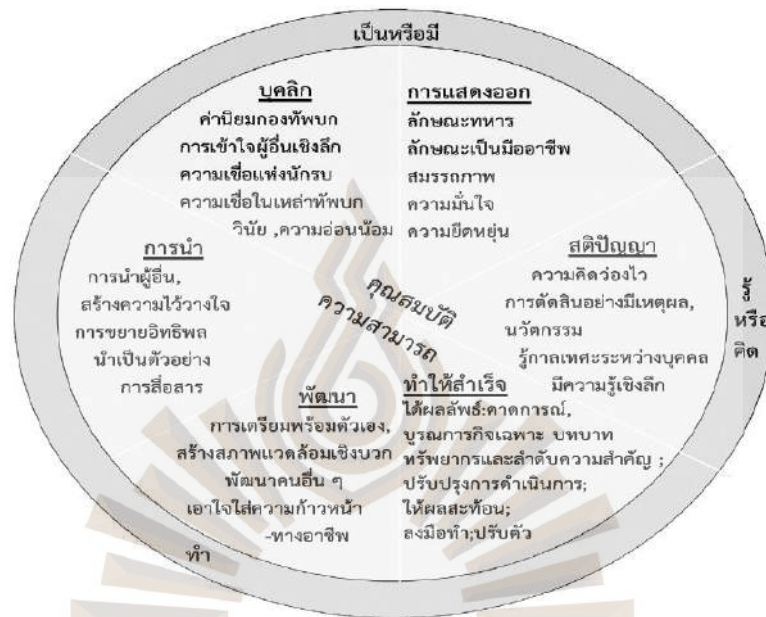 เป็นหรือมี
บุคลิก
ค่านิยมกองทัพบก
การเข้าใจผู้อื่นเชิงลึก
ความเชื่อแห่งนักรบ
ความเชื่อในเหล่าทัพบก
วินัย ,ความอ่อนน้อม
การแสดงออก
ลักษณะทหาร
ลักษณะเป็นมืออาชีพ
สมรรถภาพ
ความมั่นใจ
ความยืดหยุ่น
การนำ
การนำผู้อื่น,
สร้างความไว้วางใจ
การขยายอิทธิพล
นำเป็นตัวอย่าง
การสื่อสาร
คุณสมบัติ
ความสามารถ
สติปัญญา
ความคิดว่องไว
การตัดสินอย่างมีเหตุผล,
นวัตกรรม
รู้กาลเทศะระหว่างบุคคล
มีความรู้เชิงลึก
หรือ
คิด
พัฒนา
การเตรียมพร้อมตัวเอง,
สร้างสภาพแวดล้อมเชิงบวก
พัฒนาคนอื่น ๆ
เอาใจใส่ความก้าวหน้า
-ทางอาชีพ
ทำให้สำเร็จ
ได้ผลลัพธ์:คาดการณ์,
บูรณการกิจเฉพาะ บทบาท
ทรัพยากรและลำดับความสำคัญ ;
ปรับปรุงการดำเนินการ;
ให้ผลสะท้อน;
ลงมือทำ;ปรับตัว
ทำ